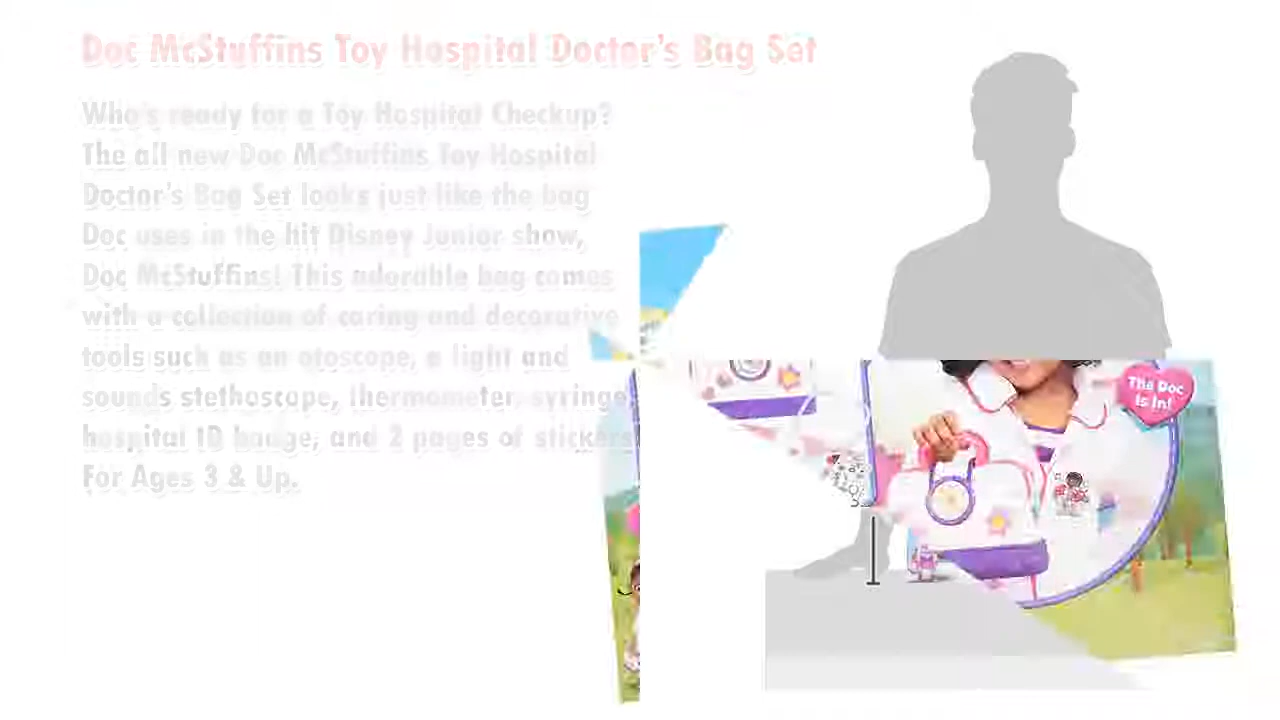 Doc McStuffins Toy Hospital Doctor's Bag Set
Who's ready for a Toy Hospital Checkup?
The all new Doc McStuffins Toy Hospital
Doctor's Bag Set looks just like the bag
Doc uses in the hit Disney Junior show,
Doc McStuffins! This adorable bag comes
with a collection of caring and decorative
tools such as an otoscope, a light and
sounds stethoscope, thermometer, syringe,
hospital ID badge, and 2 pages of stickers!
For Ages 3 & Up.
The Doc
is In!